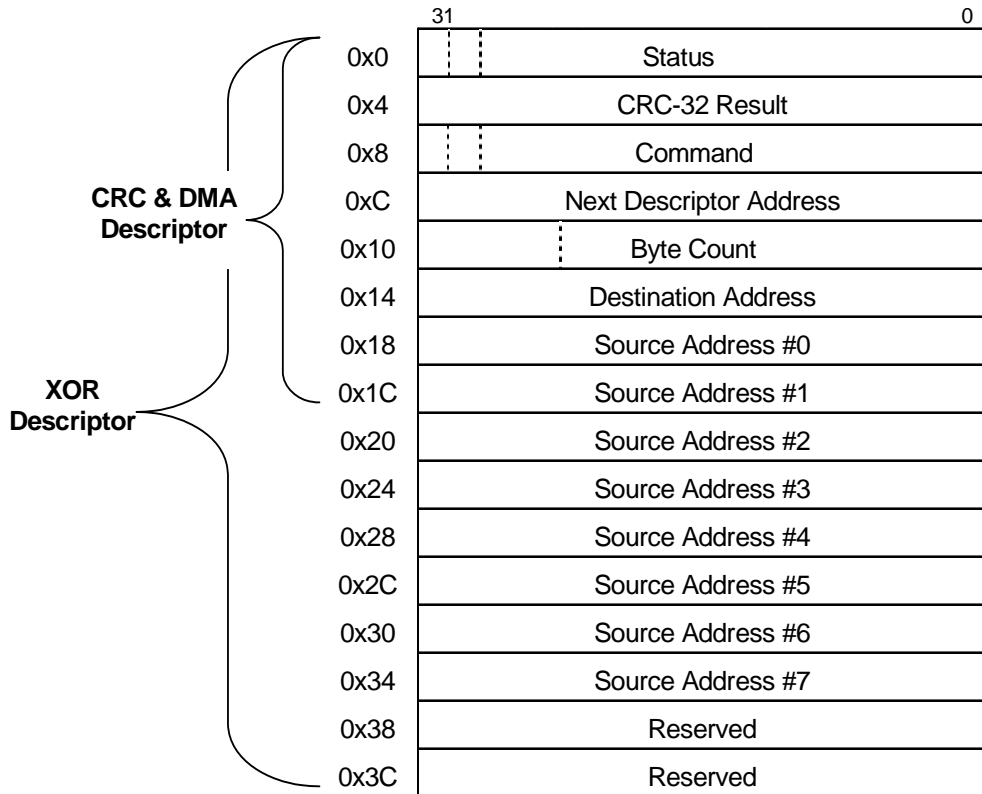 31 0
0x0 Status
0x4 CRC-32 Result
0x8 Command
0xC Next Descriptor Address
0x10 Byte Count
0x14 Destination Address
0x18 Source Address #0
0x1C Source Address #1
0x20 Source Address #2
0x24 Source Address #3
0x28 Source Address #4
0x2C Source Address #5
0x30 Source Address #6
0x34 Source Address #7
0x38 Reserved
0x3C Reserved
CRC & DMA
Descriptor
XOR
Descriptor